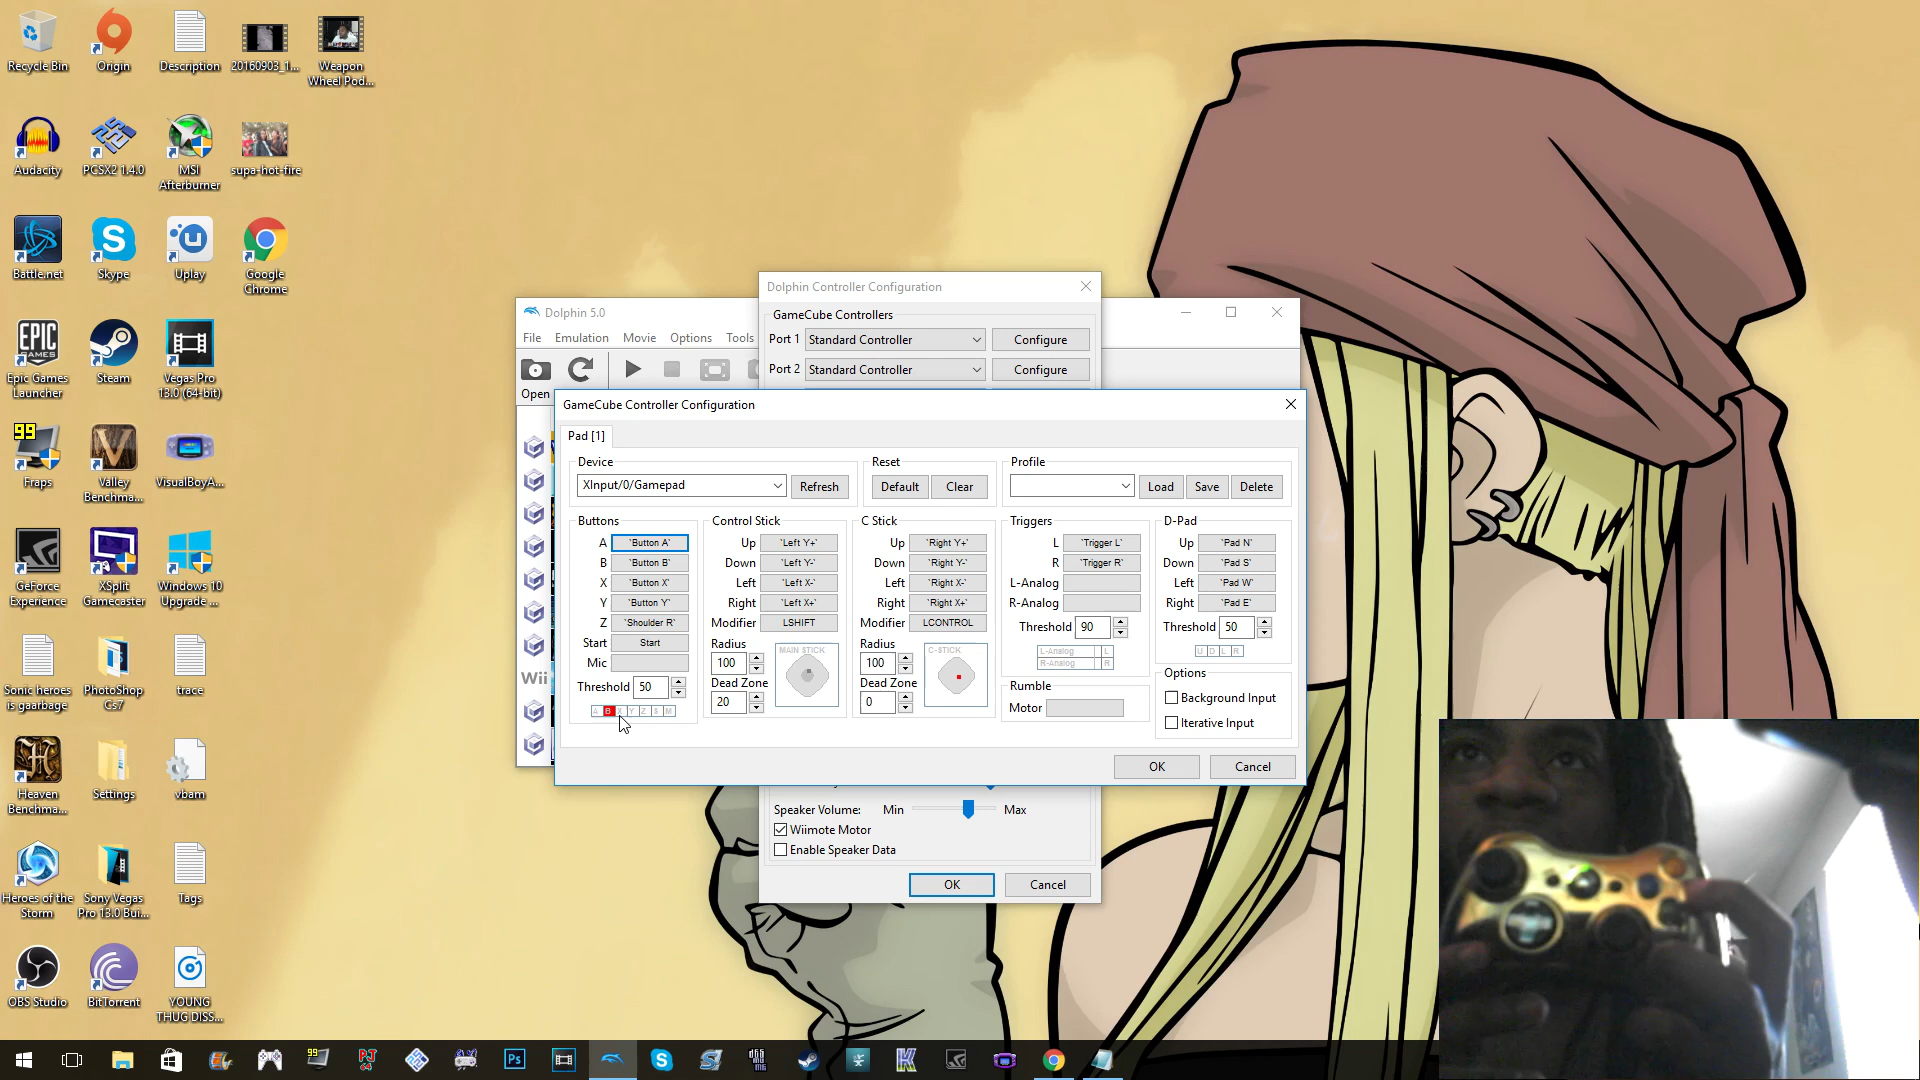 Recycle Bin
Origin
Description
20160903_1...
Weapon
Wheel Pod...
Audacity
PCSX2 1.4.0
MSI
Afterburner
supa-hot-fire
Battle.net
Skype
Uplay
Google
Chrome
Epic Games
Launcher
Steam
Vegas Pro
13.0 (64-bit)
Fraps
Valley
Benchma...
VisualBoyA...
GeForce
Experience
XSplit
Gamecaster
Windows 10
Upgrade ...
Sonic heroes
is gaarbage
PhotoShop
Cs7
trace
Heaven
Benchma...
Settings
vbam
Heroes of the
Storm
Sony Vegas
Pro 13.0 Bui...
Tags
OBS Studio
BitTorrent
YOUNG
THUG DISS...
Dolphin Controller Configuration
GameCube Controllers
Port 1 Standard Controller Configure
Port 2 Standard Controller Configure
Dolphin 5.0
File Emulation Movie Options Tools
Open
GameCube Controller Configuration
Pad [1]
Device
XInput/0/Gamepad Refresh
Reset
Default Clear
Profile
Load Save Delete
Buttons
A `Button A`
B `Button B`
X `Button X`
Y `Button Y`
Z `Shoulder R`
Start Start
Mic
Threshold 50
A B X Y Z S M
Control Stick
Up `Left Y+`
Down `Left Y-`
Left `Left X-`
Right `Left X+`
Modifier LSHIFT
Radius
100
Dead Zone
20
MAIN STICK
C Stick
Up `Right Y+`
Down `Right Y-`
Left `Right X-`
Right `Right X+`
Modifier LCONTROL
Radius
100
Dead Zone
0
C-STICK
Triggers
L `Trigger L`
R `Trigger R`
L-Analog
R-Analog
Threshold 90
L-Analog L
R-Analog R
Rumble
Motor
D-Pad
Up `Pad N`
Down `Pad S`
Left `Pad W`
Right `Pad E`
Threshold 50
U D L R
Options
Background Input
Iterative Input
OK Cancel
Wii
Speaker Volume: Min Max
Wiimote Motor
Enable Speaker Data
OK Cancel